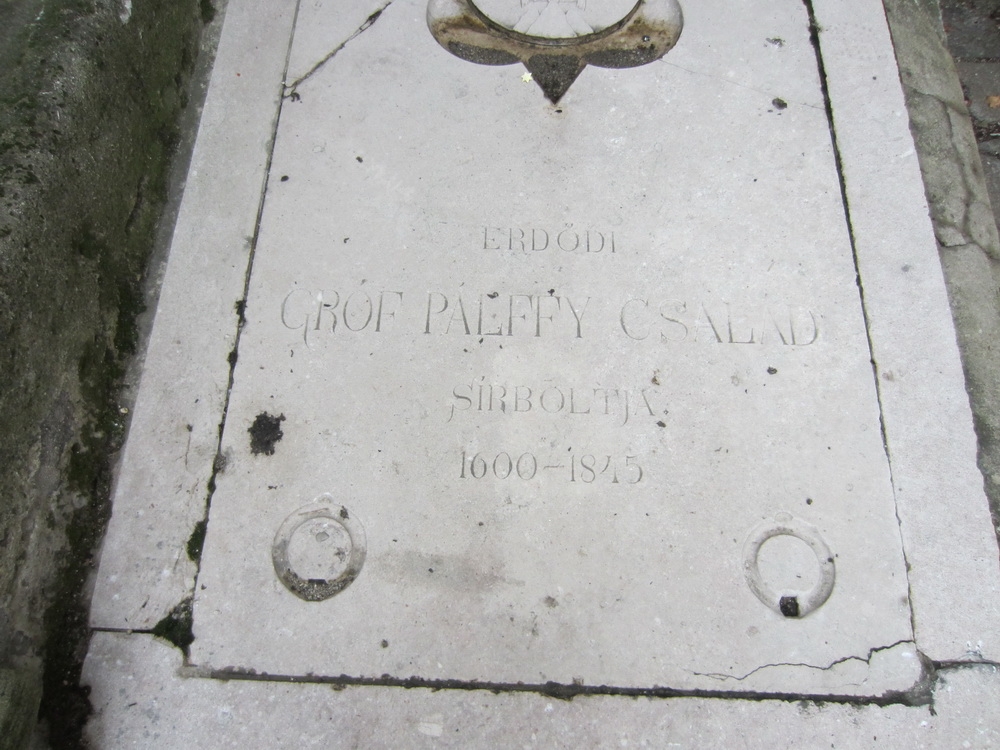 ERDŐDI
GRÓF PÁLFFY CSALÁD
SÍRBOLTJA.
1600–1845